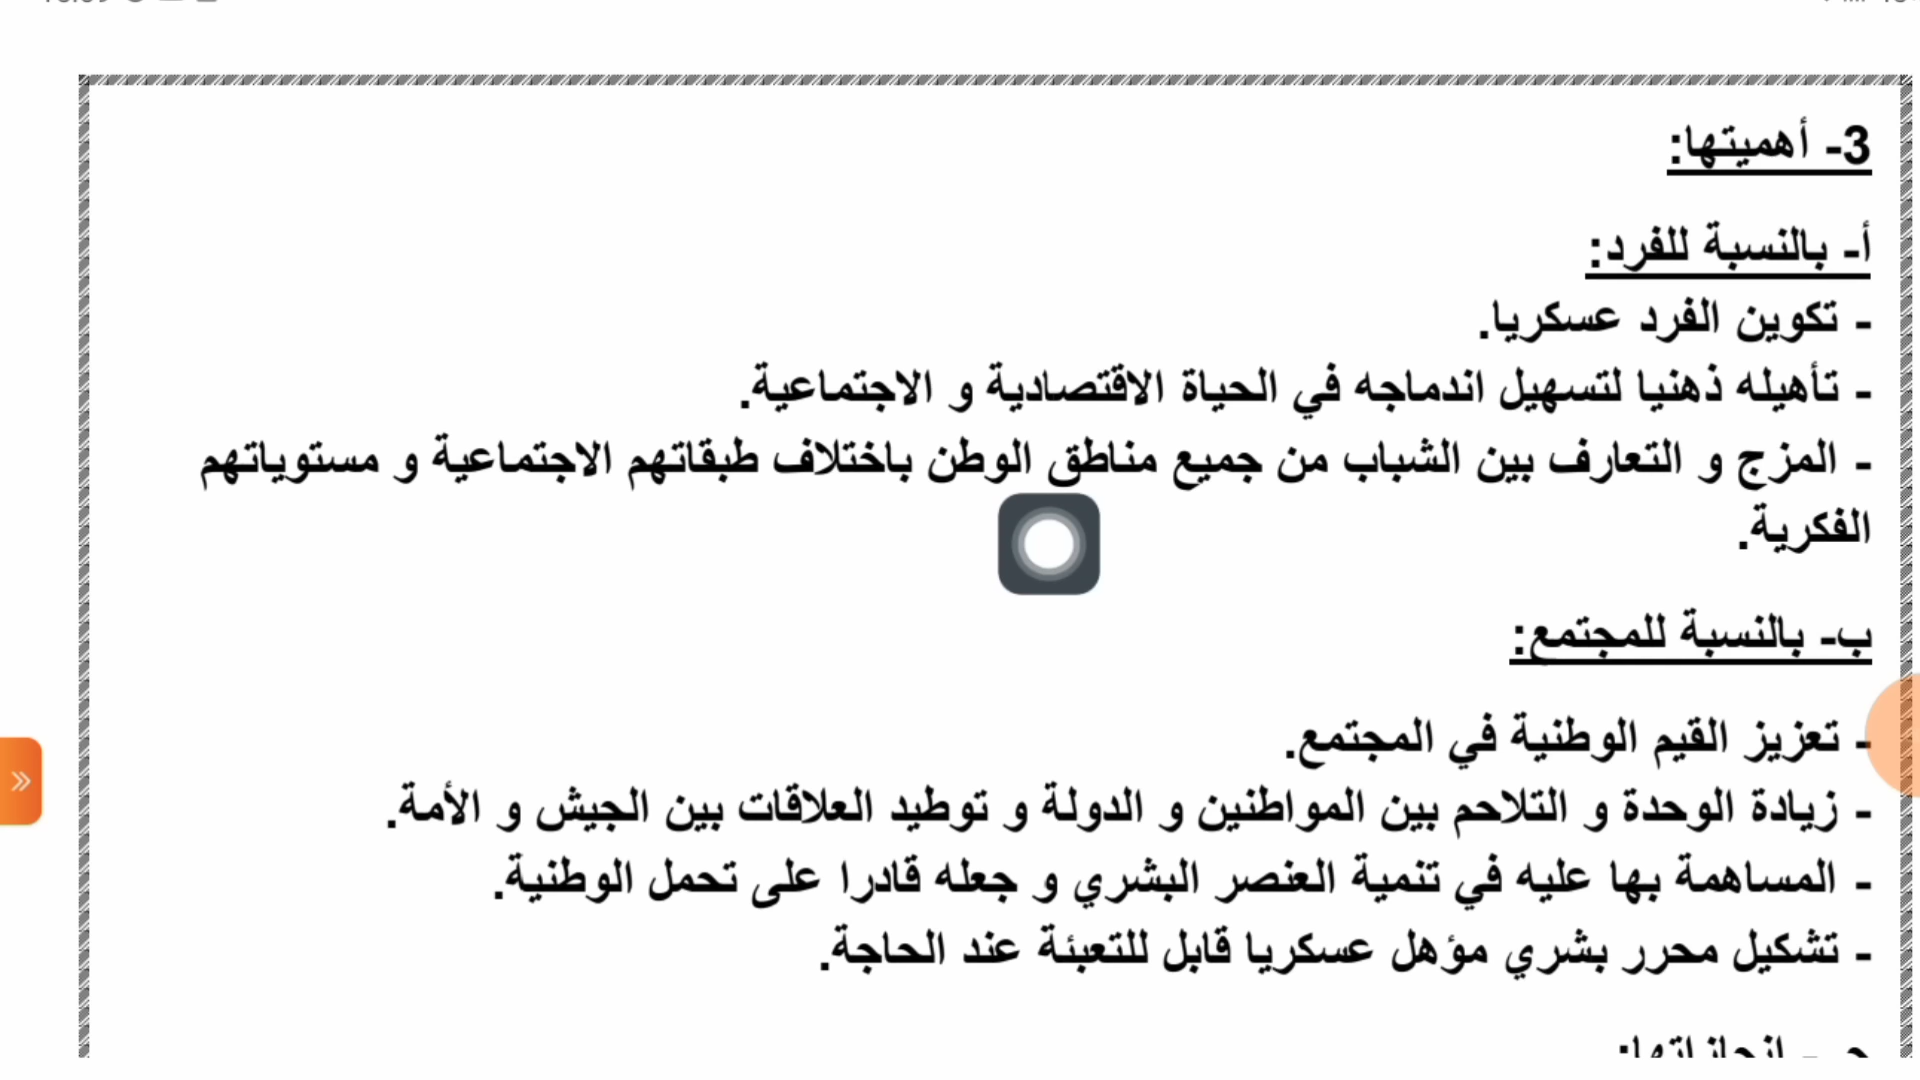 3- أهميتها:
أ- بالنسبة للفرد:
- تكوين الفرد عسكريا.
- تأهيله ذهنيا لتسهيل اندماجه في الحياة الاقتصادية و الاجتماعية.
- المزج و التعارف بين الشباب من جميع مناطق الوطن باختلاف طبقاتهم الاجتماعية و مستوياتهم
الفكرية.
ب- بالنسبة للمجتمع:
- تعزيز القيم الوطنية في المجتمع.
- زيادة الوحدة و التلاحم بين المواطنين و الدولة و توطيد العلاقات بين الجيش و الأمة.
- المساهمة بها عليه في تنمية العنصر البشري و جعله قادرا على تحمل الوطنية.
- تشكيل محرر بشري مؤهل عسكريا قابل للتعبئة عند الحاجة.